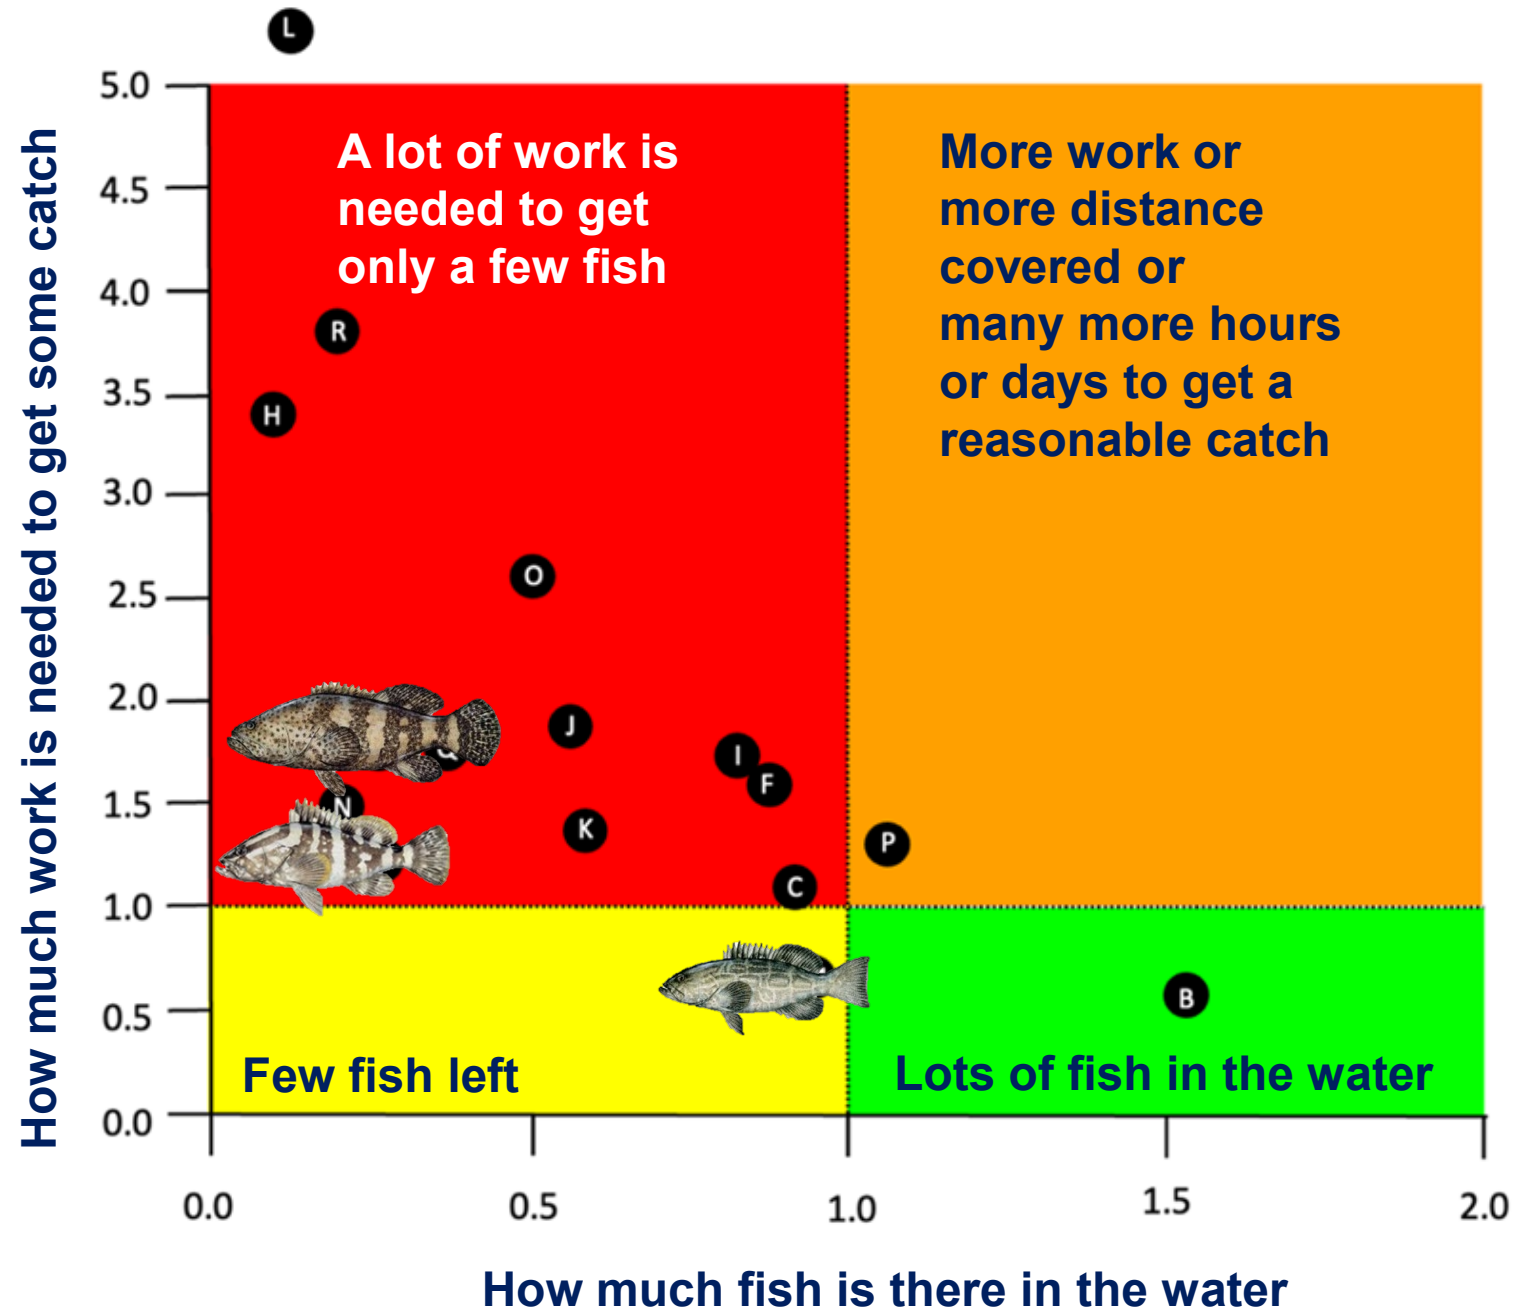 L
5.0
4.5
4.0
3.5
3.0
2.5
2.0
1.5
1.0
0.5
0.0
How much work is needed to get some catch
A lot of work is
needed to get
only a few fish
More work or
more distance
covered or
many more hours
or days to get a
reasonable catch
R
H
O
J
I
F
N
K
P
C
B
Few fish left
Lots of fish in the water
0.0
0.5
1.0
1.5
2.0
How much fish is there in the water